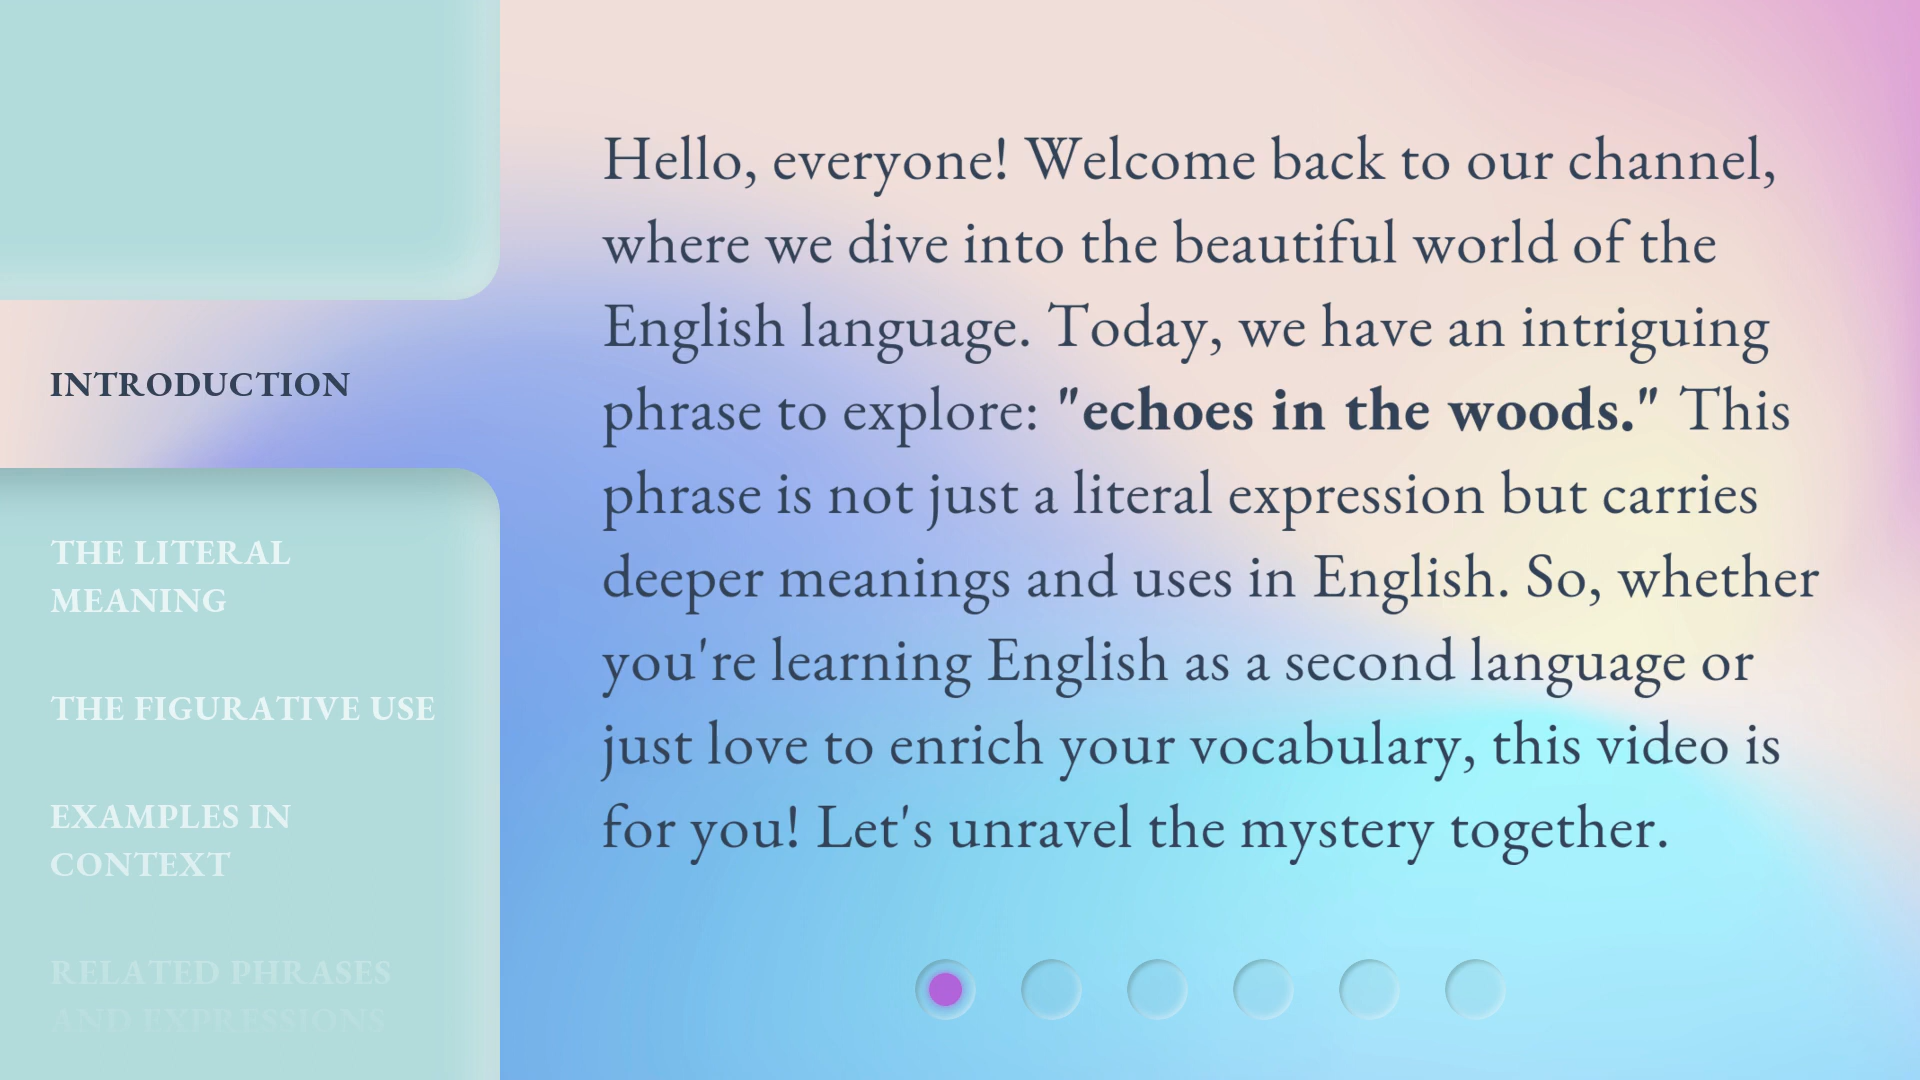 INTRODUCTION
THE LITERAL
MEANING
THE FIGURATIVE USE
EXAMPLES IN
CONTEXT
RELATED PHRASES
AND EXPRESSIONS
Hello, everyone! Welcome back to our channel,
where we dive into the beautiful world of the
English language. Today, we have an intriguing
phrase to explore: "echoes in the woods." This
phrase is not just a literal expression but carries
deeper meanings and uses in English. So, whether
you're learning English as a second language or
just love to enrich your vocabulary, this video is
for you! Let's unravel the mystery together.